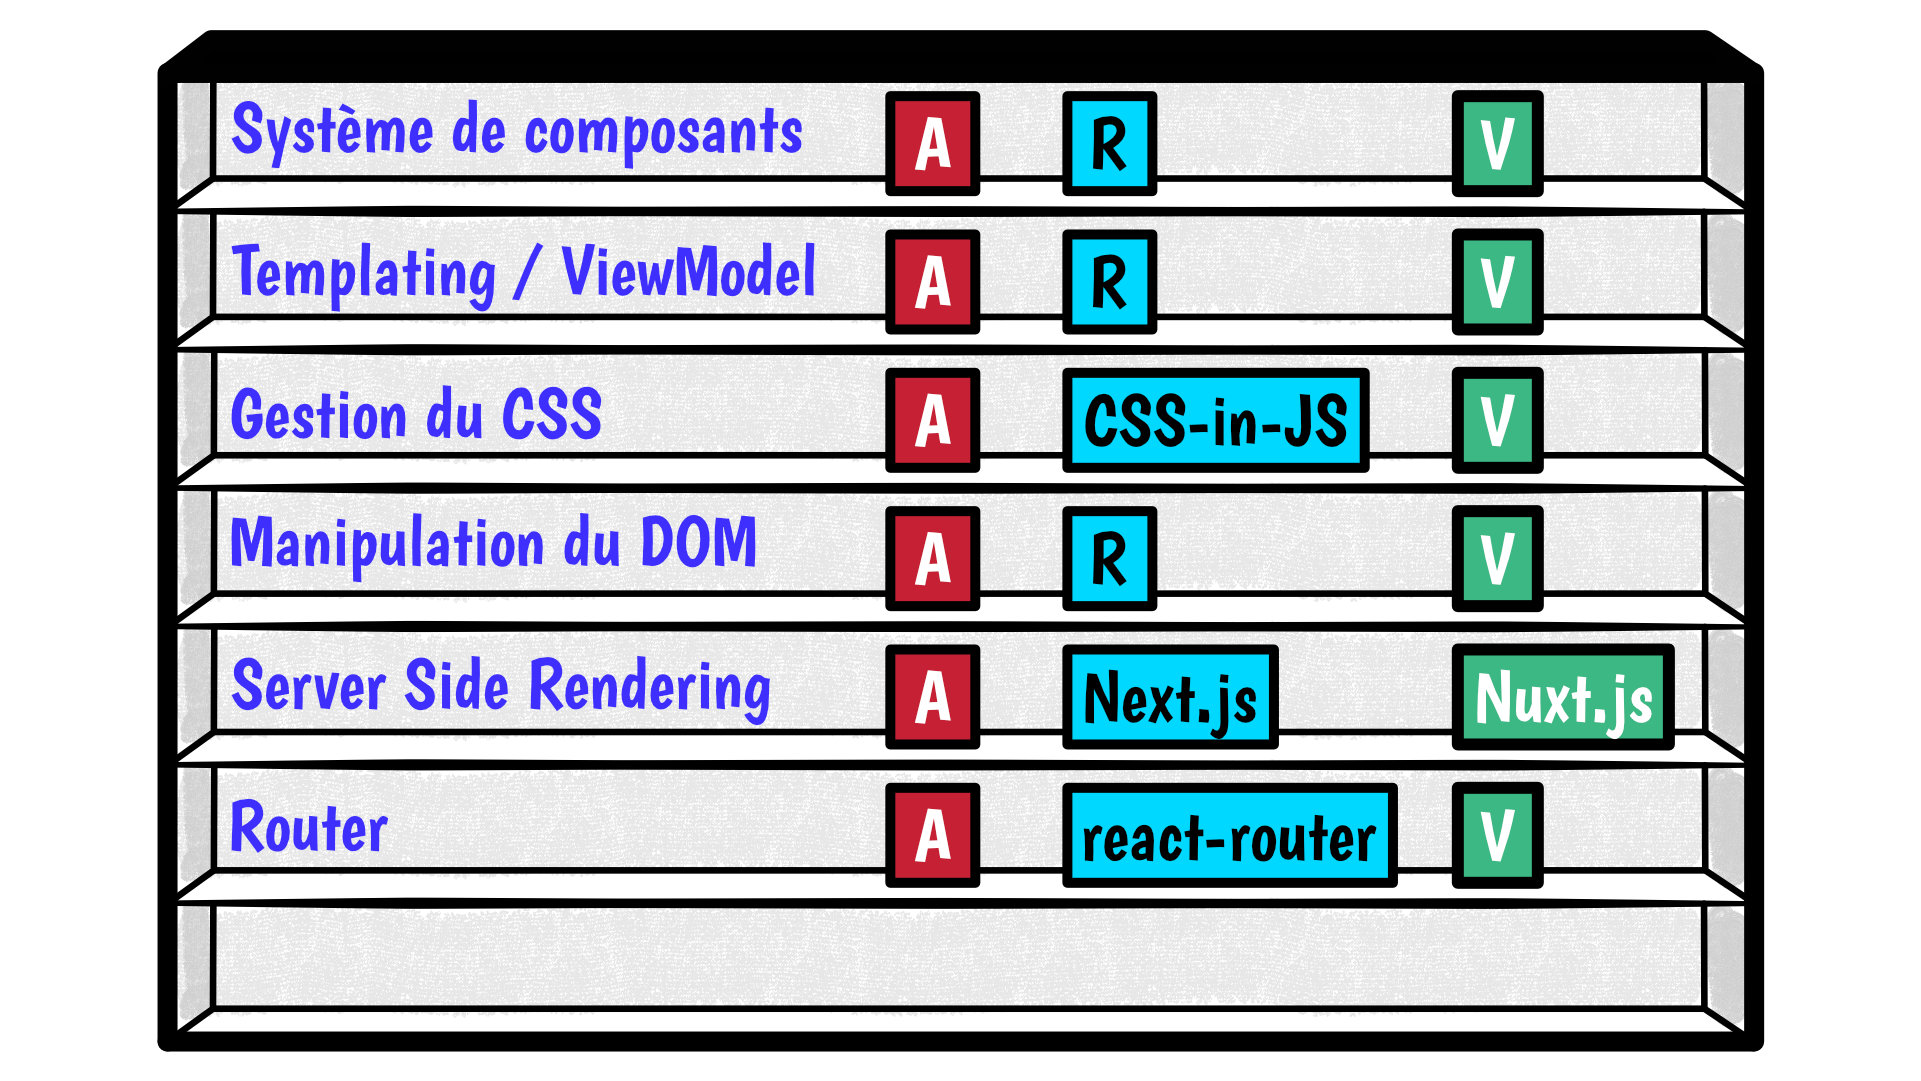 Système de composants A R V
Templating / ViewModel A R V
Gestion du CSS A CSS-in-JS V
Manipulation du DOM A R V
Server Side Rendering A Next.js Nuxt.js
Router A react-router V